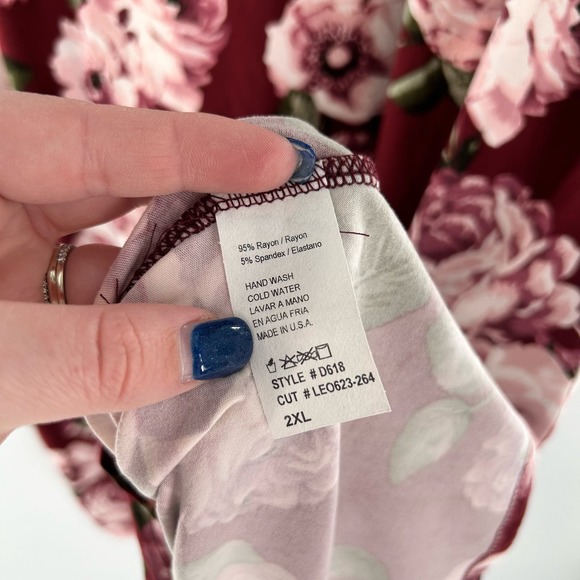 95% Rayon / Rayon
5% Spandex / Elastano
HAND WASH
COLD WATER
LAVAR A MANO
EN AGUA FRIA
MADE IN U.S.A.
STYLE # D618
CUT # LEO623-264
2XL